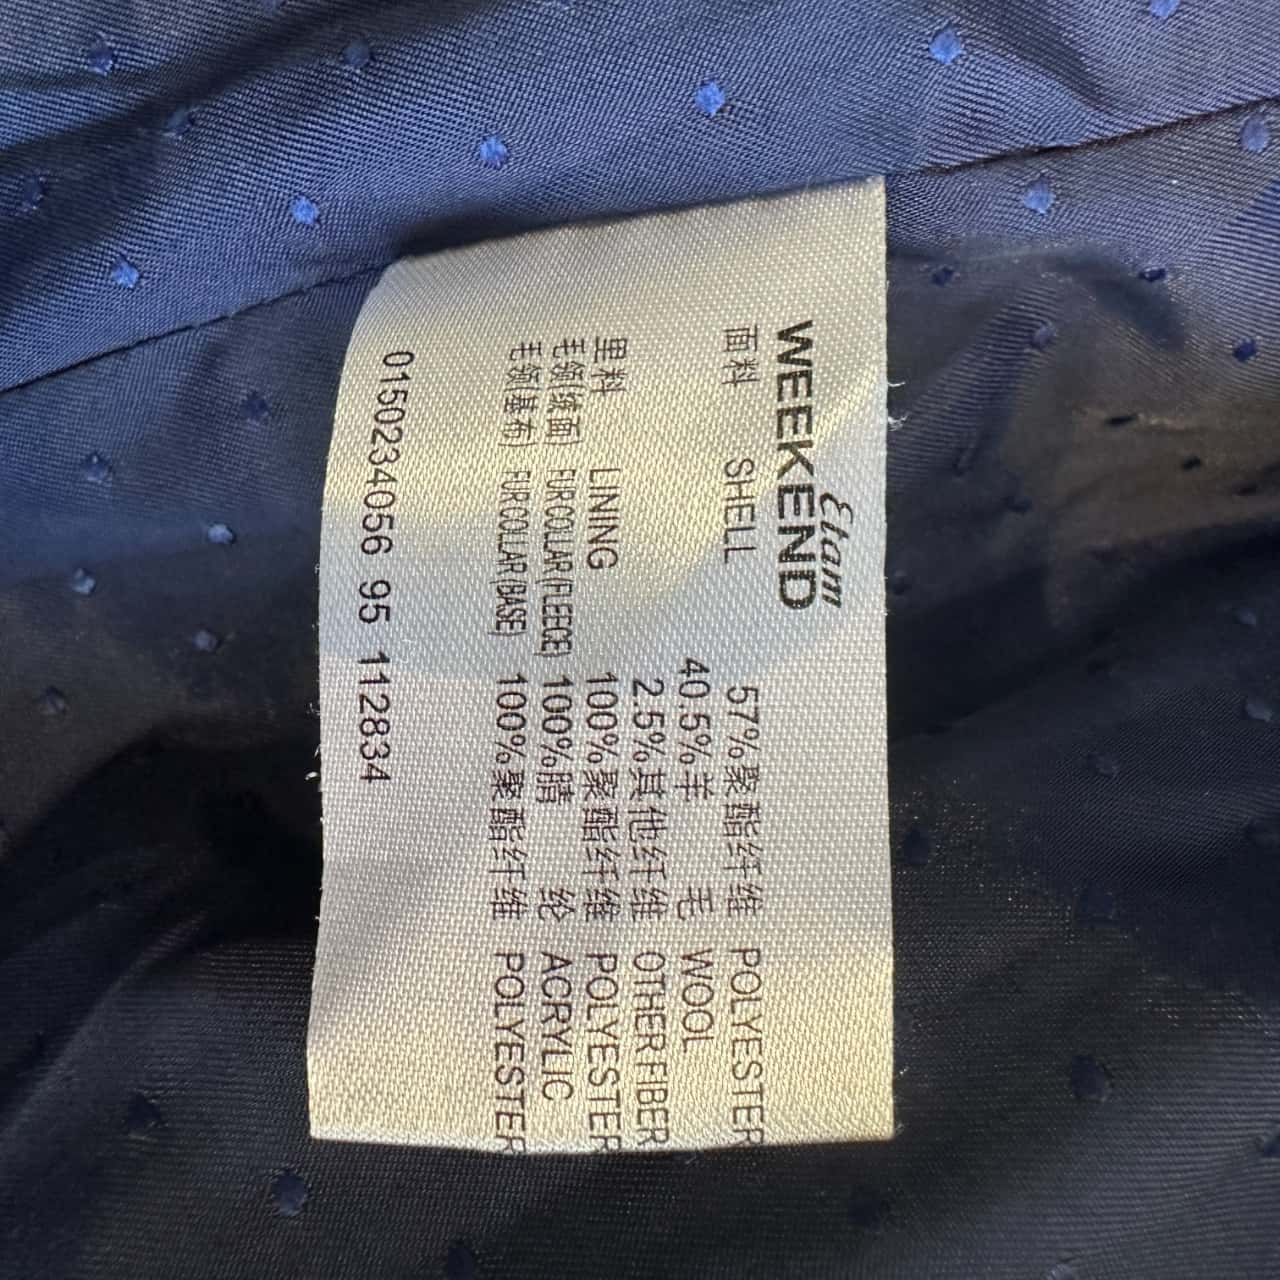 Etam
WEEKEND
面料 SHELL 57%聚酯纤维 POLYESTER
40.5%羊 毛 WOOL
2.5%其他纤维 OTHER FIBER
里料 LINING 100%聚酯纤维 POLYESTER
毛领(绒面) FUR COLLAR(FLEECE) 100%腈 纶 ACRYLIC
毛领(基布) FUR COLLAR(BASE) 100%聚酯纤维 POLYESTER
0150234056 95 112834